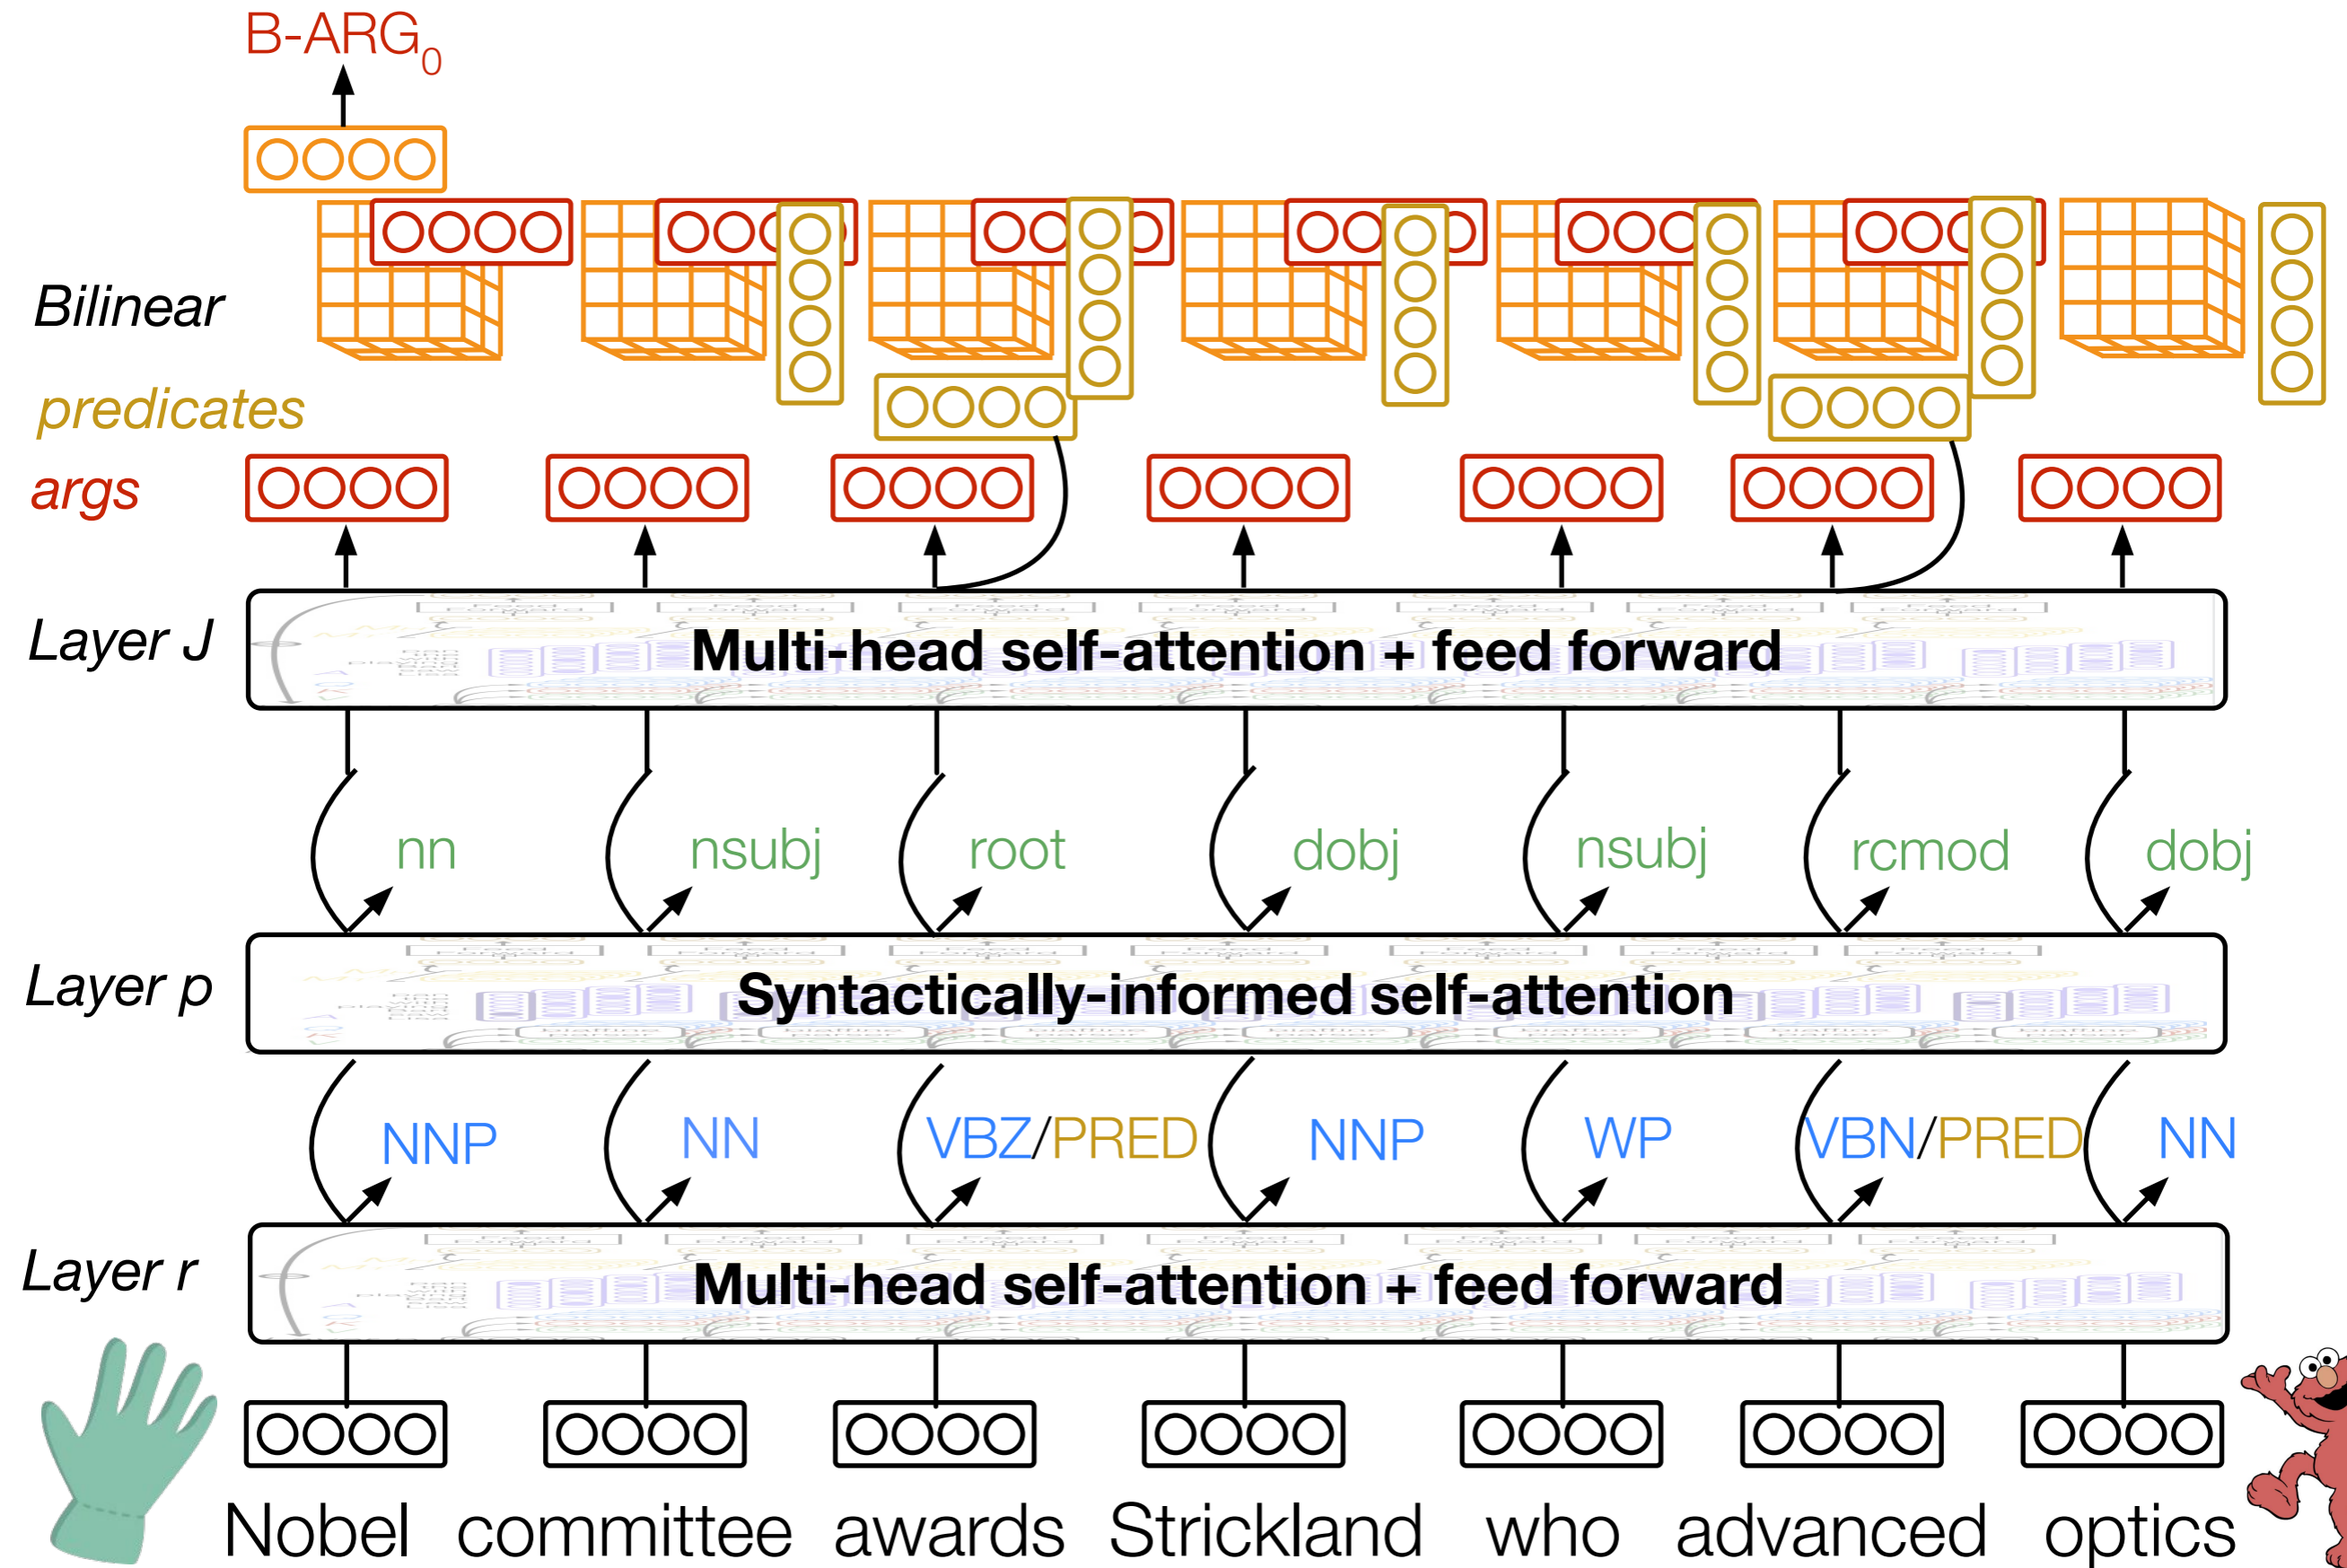 B-ARG0
Bilinear
predicates
args
Layer J Multi-head self-attention + feed forward
nn nsubj root dobj nsubj rcmod dobj
Layer p Syntactically-informed self-attention
NNP NN VBZ/PRED NNP WP VBN/PRED NN
Layer r Multi-head self-attention + feed forward
Nobel committee awards Strickland who advanced optics